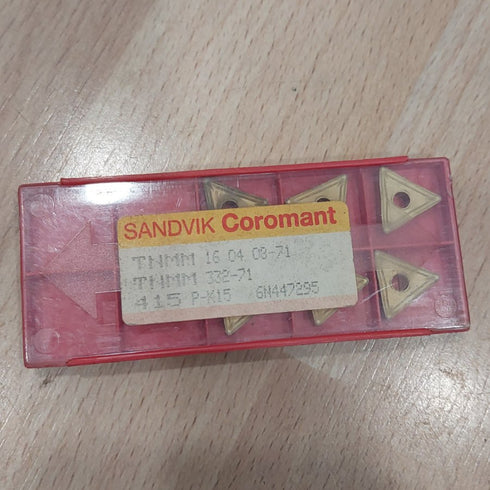 SANDVIK Coromant
TNMM 16 04 08-71
TNMM 332-71
415 P-K15 6N447295